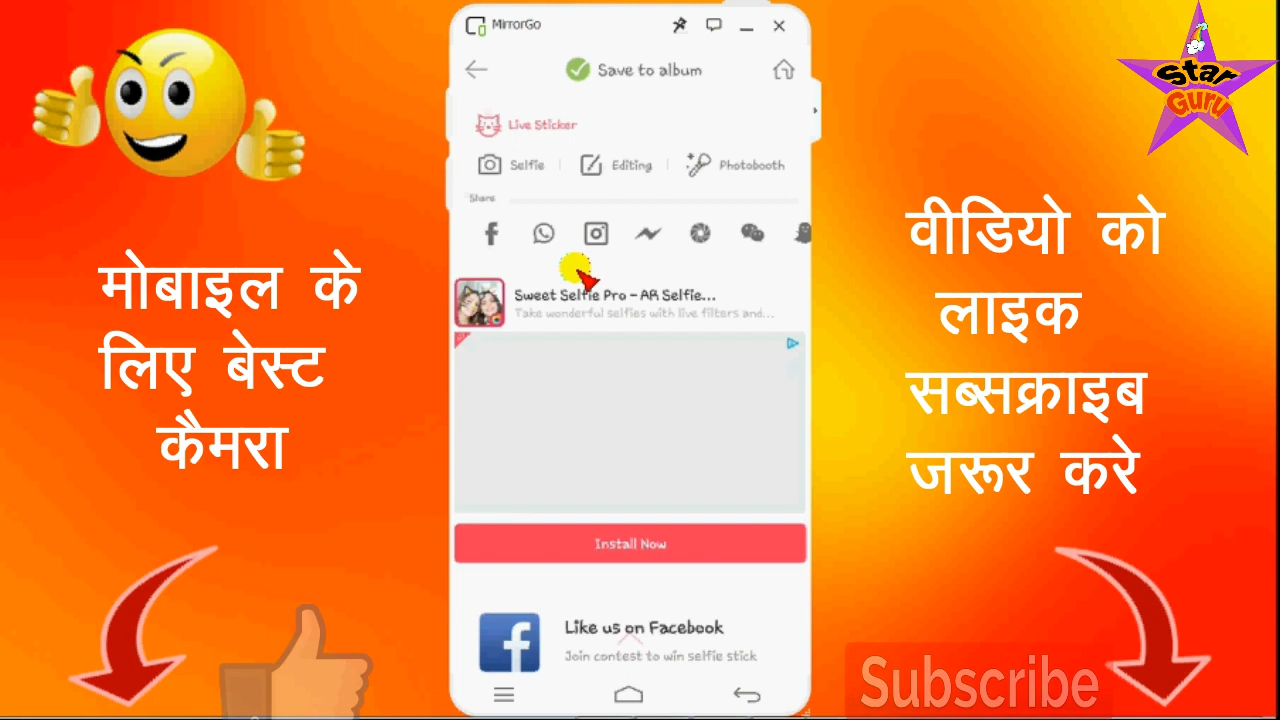 MirrorGo
Save to album
Star
Guru
Live Sticker
Selfie
Editing
Photobooth
Share
Sweet Selfie Pro - AR Selfie...
Take wonderful selfies with live filters and...
Install Now
Like us on Facebook
Join contest to win selfie stick
मोबाइल के
लिए बेस्ट
कैमरा
वीडियो को
लाइक
सब्सक्राइब
जरूर करे
Subscribe